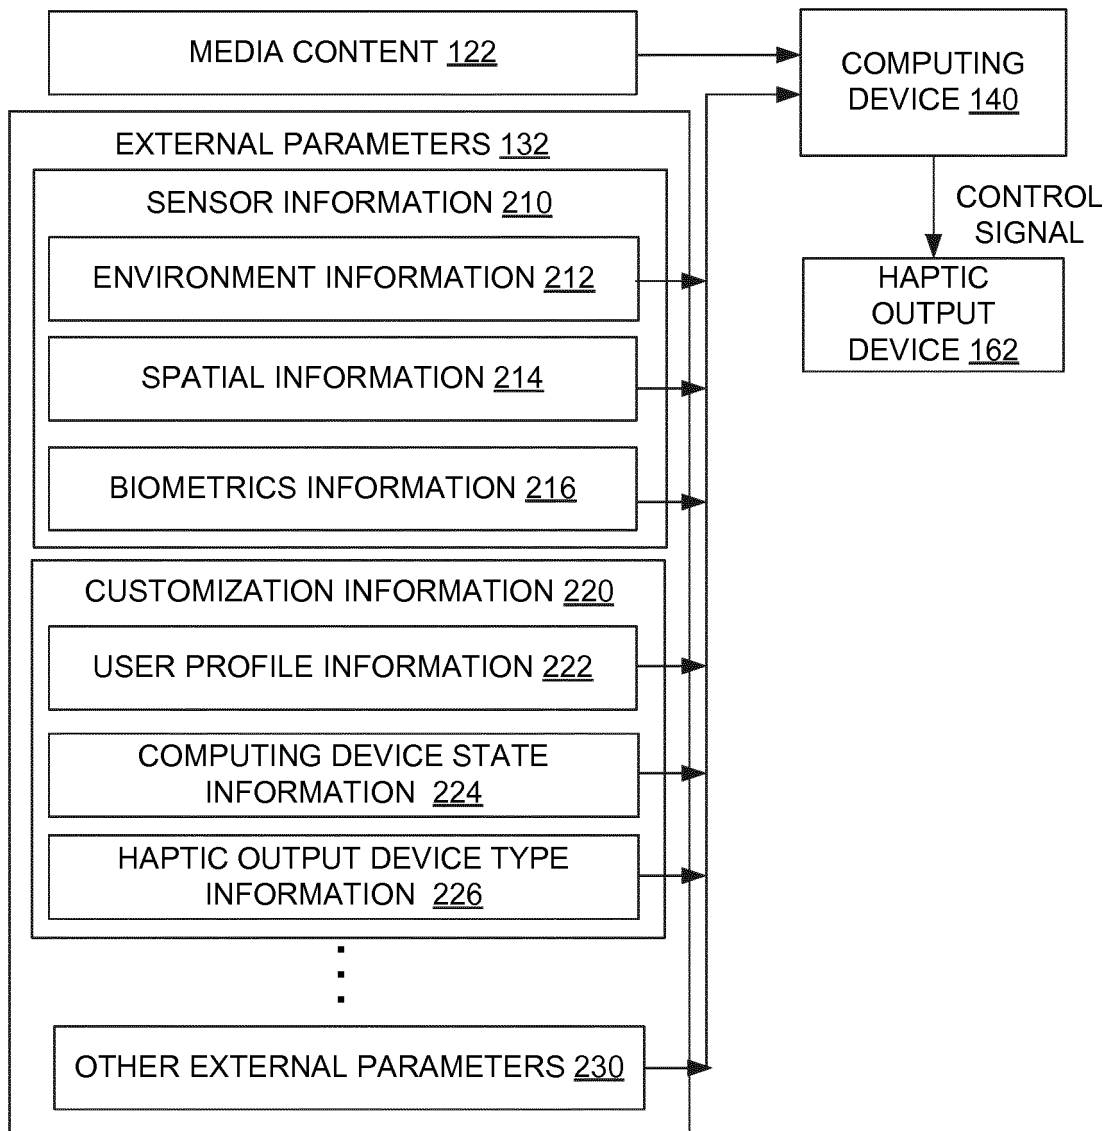 MEDIA CONTENT 122
COMPUTING
DEVICE 140
EXTERNAL PARAMETERS 132
SENSOR INFORMATION 210
CONTROL
SIGNAL
ENVIRONMENT INFORMATION 212
HAPTIC
OUTPUT
DEVICE 162
SPATIAL INFORMATION 214
BIOMETRICS INFORMATION 216
CUSTOMIZATION INFORMATION 220
USER PROFILE INFORMATION 222
COMPUTING DEVICE STATE
INFORMATION 224
HAPTIC OUTPUT DEVICE TYPE
INFORMATION 226
OTHER EXTERNAL PARAMETERS 230